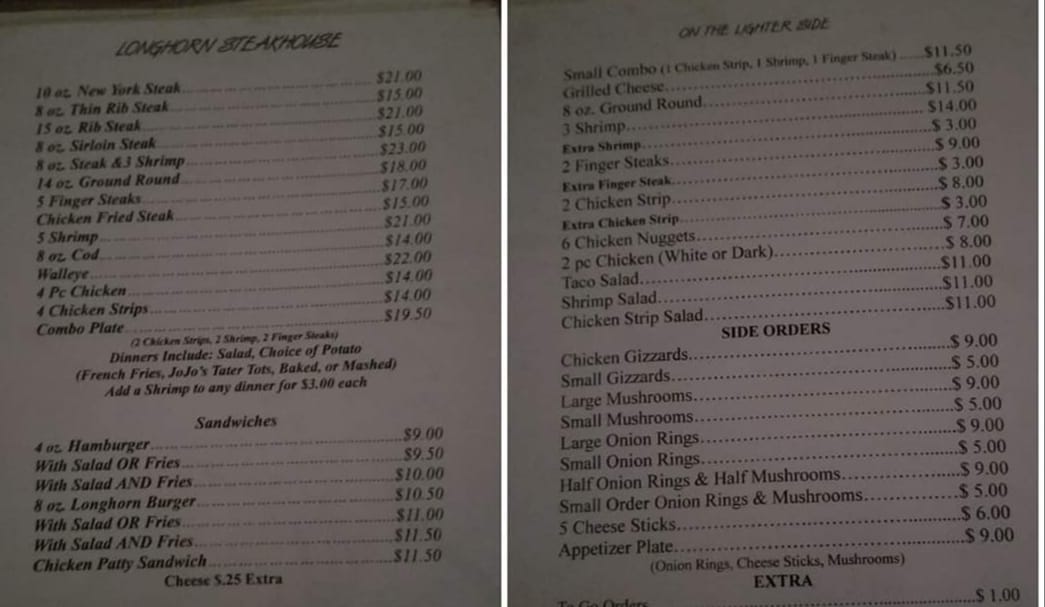 LONGHORN STEAKHOUSE
10 oz. New York Steak $21.00
8 oz. Thin Rib Steak $15.00
15 oz. Rib Steak $21.00
8 oz. Sirloin Steak $15.00
8 oz. Steak & 3 Shrimp $23.00
14 oz. Ground Round $18.00
5 Finger Steaks $17.00
Chicken Fried Steak $15.00
5 Shrimp $21.00
8 oz. Cod $14.00
Walleye $22.00
4 Pc Chicken $14.00
4 Chicken Strips $14.00
Combo Plate $19.50
(2 Chicken Strips, 2 Shrimp, 2 Finger Steaks)
Dinners Include: Salad, Choice of Potato
(French Fries, JoJo's Tater Tots, Baked, or Mashed)
Add a Shrimp to any dinner for $3.00 each
Sandwiches
4 oz. Hamburger $9.00
With Salad OR Fries $9.50
With Salad AND Fries $10.00
8 oz. Longhorn Burger $10.50
With Salad OR Fries $11.00
With Salad AND Fries $11.50
Chicken Patty Sandwich $11.50
Cheese $.25 Extra
ON THE LIGHTER SIDE
Small Combo (1 Chicken Strip, 1 Shrimp, 1 Finger Steak) $11.50
Grilled Cheese $6.50
8 oz. Ground Round $11.50
3 Shrimp $14.00
Extra Shrimp $ 3.00
2 Finger Steaks $ 9.00
Extra Finger Steak $ 3.00
2 Chicken Strip $ 8.00
Extra Chicken Strip $ 3.00
6 Chicken Nuggets $ 7.00
2 pc Chicken (White or Dark) $ 8.00
Taco Salad $11.00
Shrimp Salad $11.00
Chicken Strip Salad $11.00
SIDE ORDERS
Chicken Gizzards $ 9.00
Small Gizzards $ 5.00
Large Mushrooms $ 9.00
Small Mushrooms $ 5.00
Large Onion Rings $ 9.00
Small Onion Rings $ 5.00
Half Onion Rings & Half Mushrooms $ 9.00
Small Order Onion Rings & Mushrooms $ 5.00
5 Cheese Sticks $ 6.00
Appetizer Plate $ 9.00
(Onion Rings, Cheese Sticks, Mushrooms)
EXTRA
To Go Orders $ 1.00